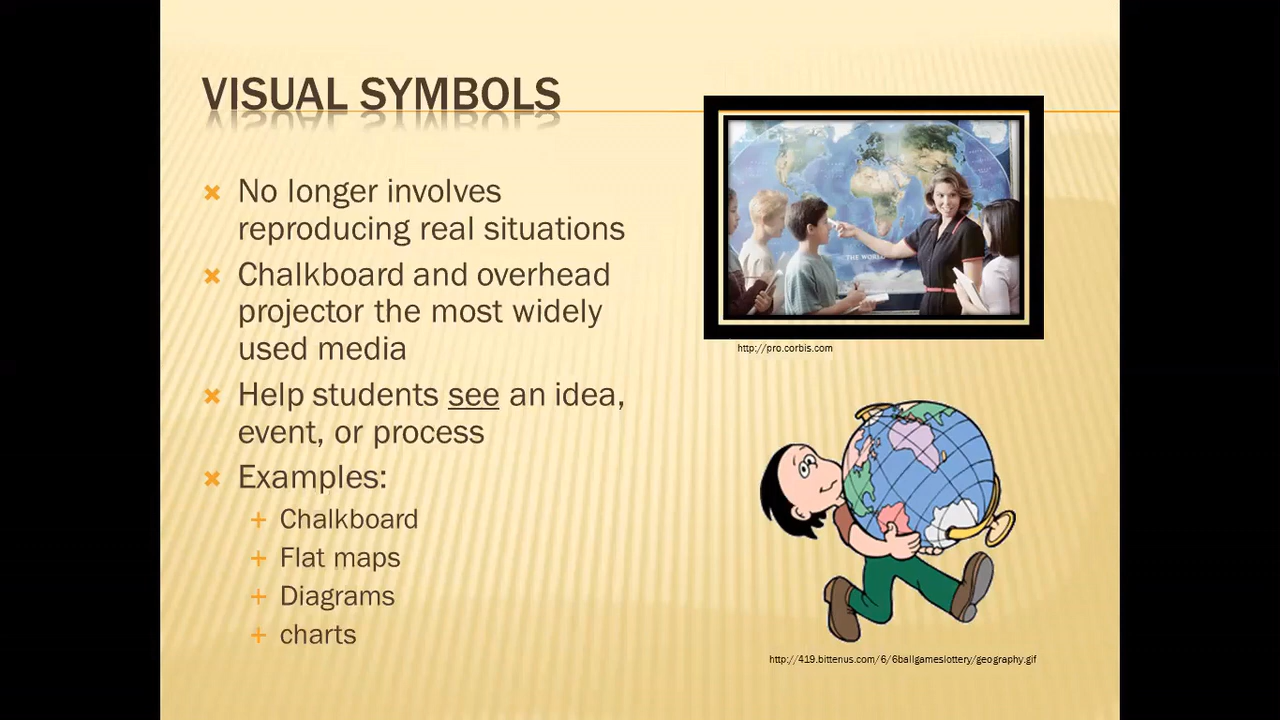 VISUAL SYMBOLS
No longer involves
reproducing real situations
Chalkboard and overhead
projector the most widely
used media
Help students see an idea,
event, or process
Examples:
Chalkboard
Flat maps
Diagrams
charts
THE WORLD
http://pro.corbis.com
http://419.bittenus.com/6/6ballgameslottery/geography.gif